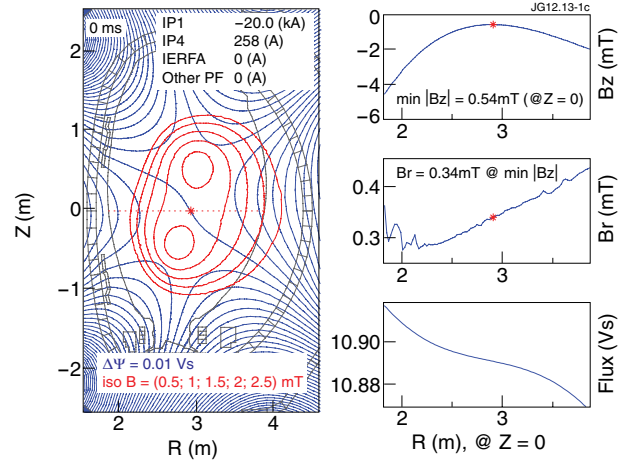 JG12.13-1c
0 ms
IP1 −20.0 (kA)
IP4 258 (A)
IERFA 0 (A)
Other PF 0 (A)
2
1
0
−1
−2
Z (m)
ΔΨ = 0.01 Vs
iso B = (0.5; 1; 1.5; 2; 2.5) mT
2 3 4
R (m)
0
−2
−4
−6
Bz (mT)
min |Bz| = 0.54mT (@Z = 0)
2 3
Br = 0.34mT @ min |Bz|
0.4
0.3
Br (mT)
2 3
10.90
10.88
Flux (Vs)
2 3
R (m), @ Z = 0